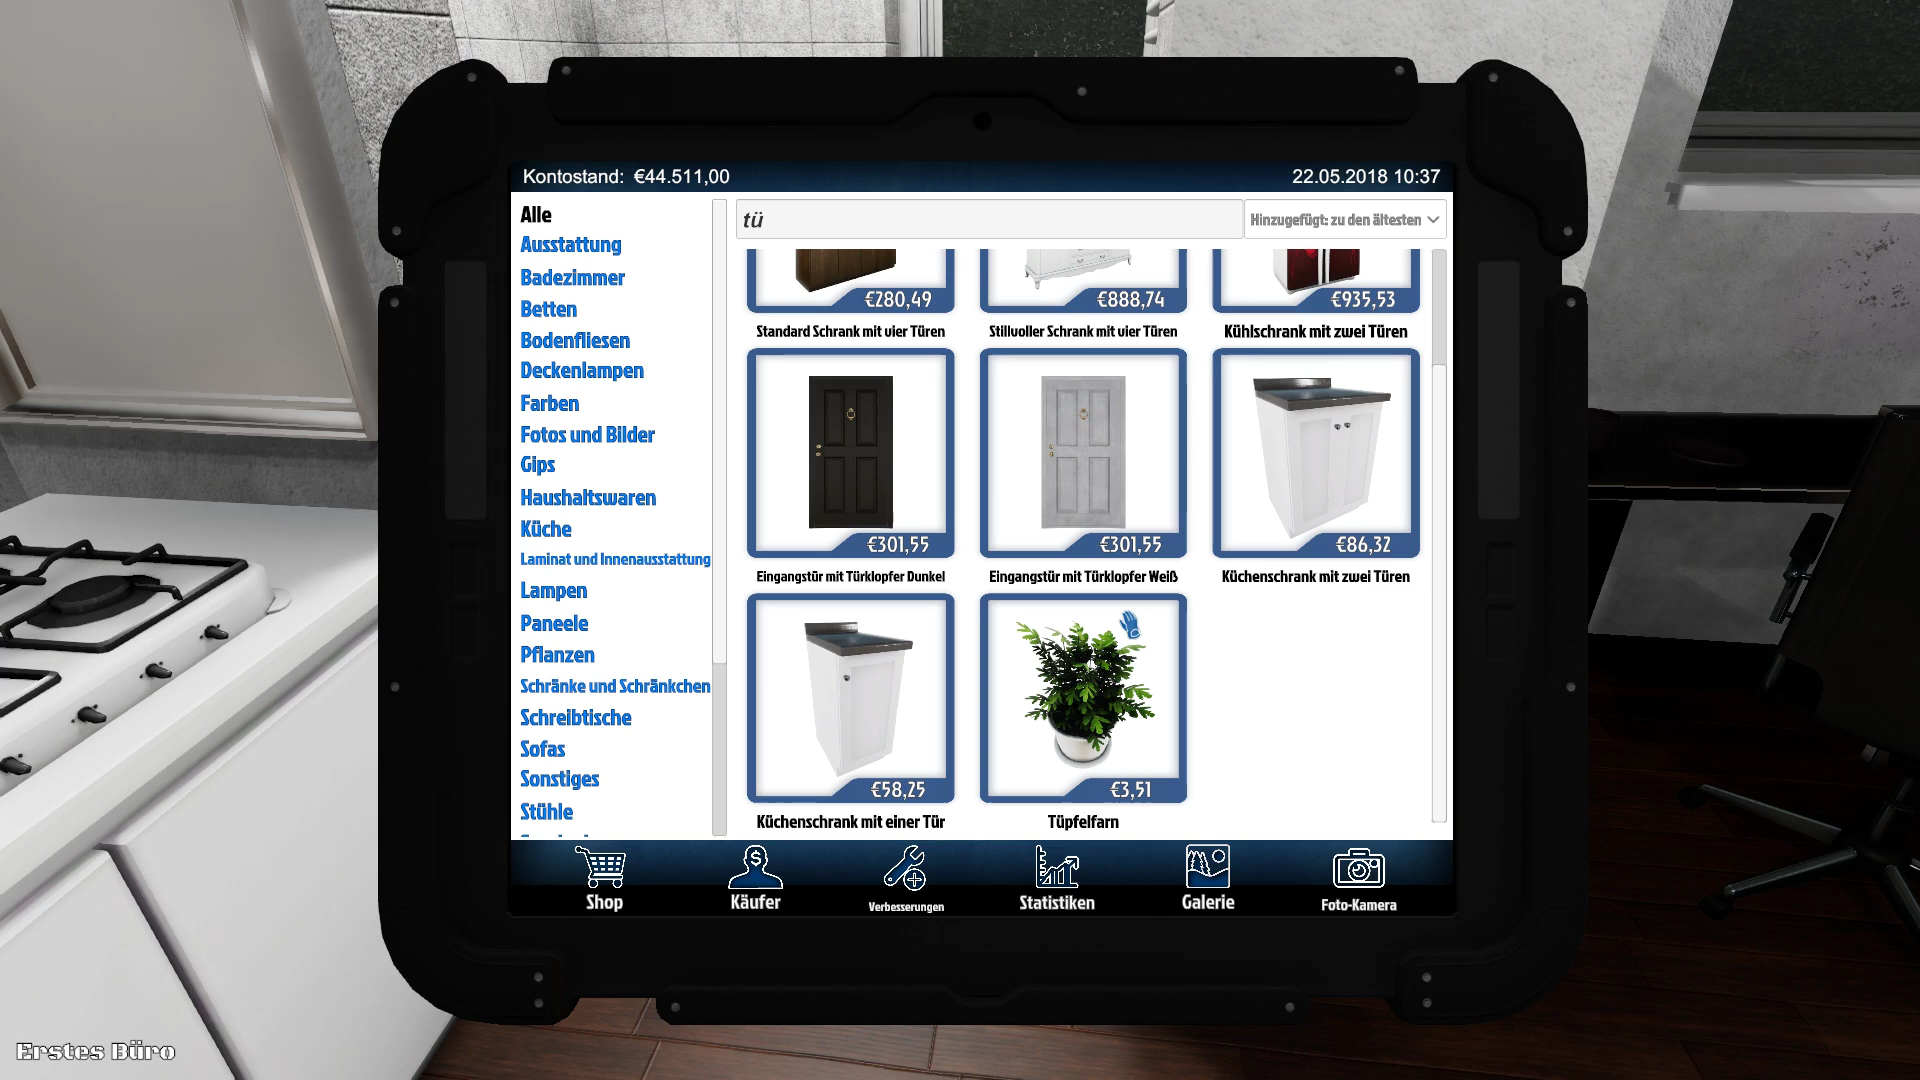 Kontostand: €44.511,00
22.05.2018 10:37
Alle
Ausstattung
Badezimmer
Betten
Bodenfliesen
Deckenlampen
Farben
Fotos und Bilder
Gips
Haushaltswaren
Küche
Laminat und Innenausstattung
Lampen
Paneele
Pflanzen
Schränke und Schränkchen
Schreibtische
Sofas
Sonstiges
Stühle
tü
Hinzugefügt: zu den ältesten
€280,49
€888,74
€935,53
Standard Schrank mit vier Türen
Stillvoller Schrank mit vier Türen
Kühlschrank mit zwei Türen
€301,55
€301,55
€86,32
Eingangstür mit Türklopfer Dunkel
Eingangstür mit Türklopfer Weiß
Küchenschrank mit zwei Türen
€58,25
€3,51
Küchenschrank mit einer Tür
Tüpfelfarn
Shop
Käufer
Verbesserungen
Statistiken
Galerie
Foto-Kamera
Erstes Büro